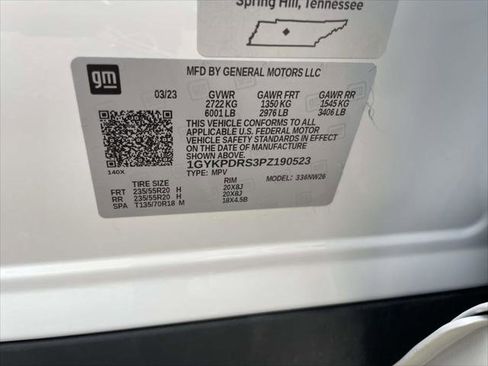 Spring Hill, Tennessee
gm
MFD BY GENERAL MOTORS LLC
03/23 GVWR GAWR FRT GAWR RR
2722 KG 1350 KG 1545 KG
6001 LB 2976 LB 3406 LB
THIS VEHICLE CONFORMS TO ALL
APPLICABLE U.S. FEDERAL MOTOR
VEHICLE SAFETY STANDARDS IN
EFFECT ON THE DATE OF
MANUFACTURE SHOWN ABOVE.
1GYKPDRS3PZ190523
140X
TYPE: MPV MODEL: 336NW26
TIRE SIZE RIM
FRT 235/55R20 H 20X8J
RR 235/55R20 H 20X8J
SPA T135/70R18 M 18X4.5B